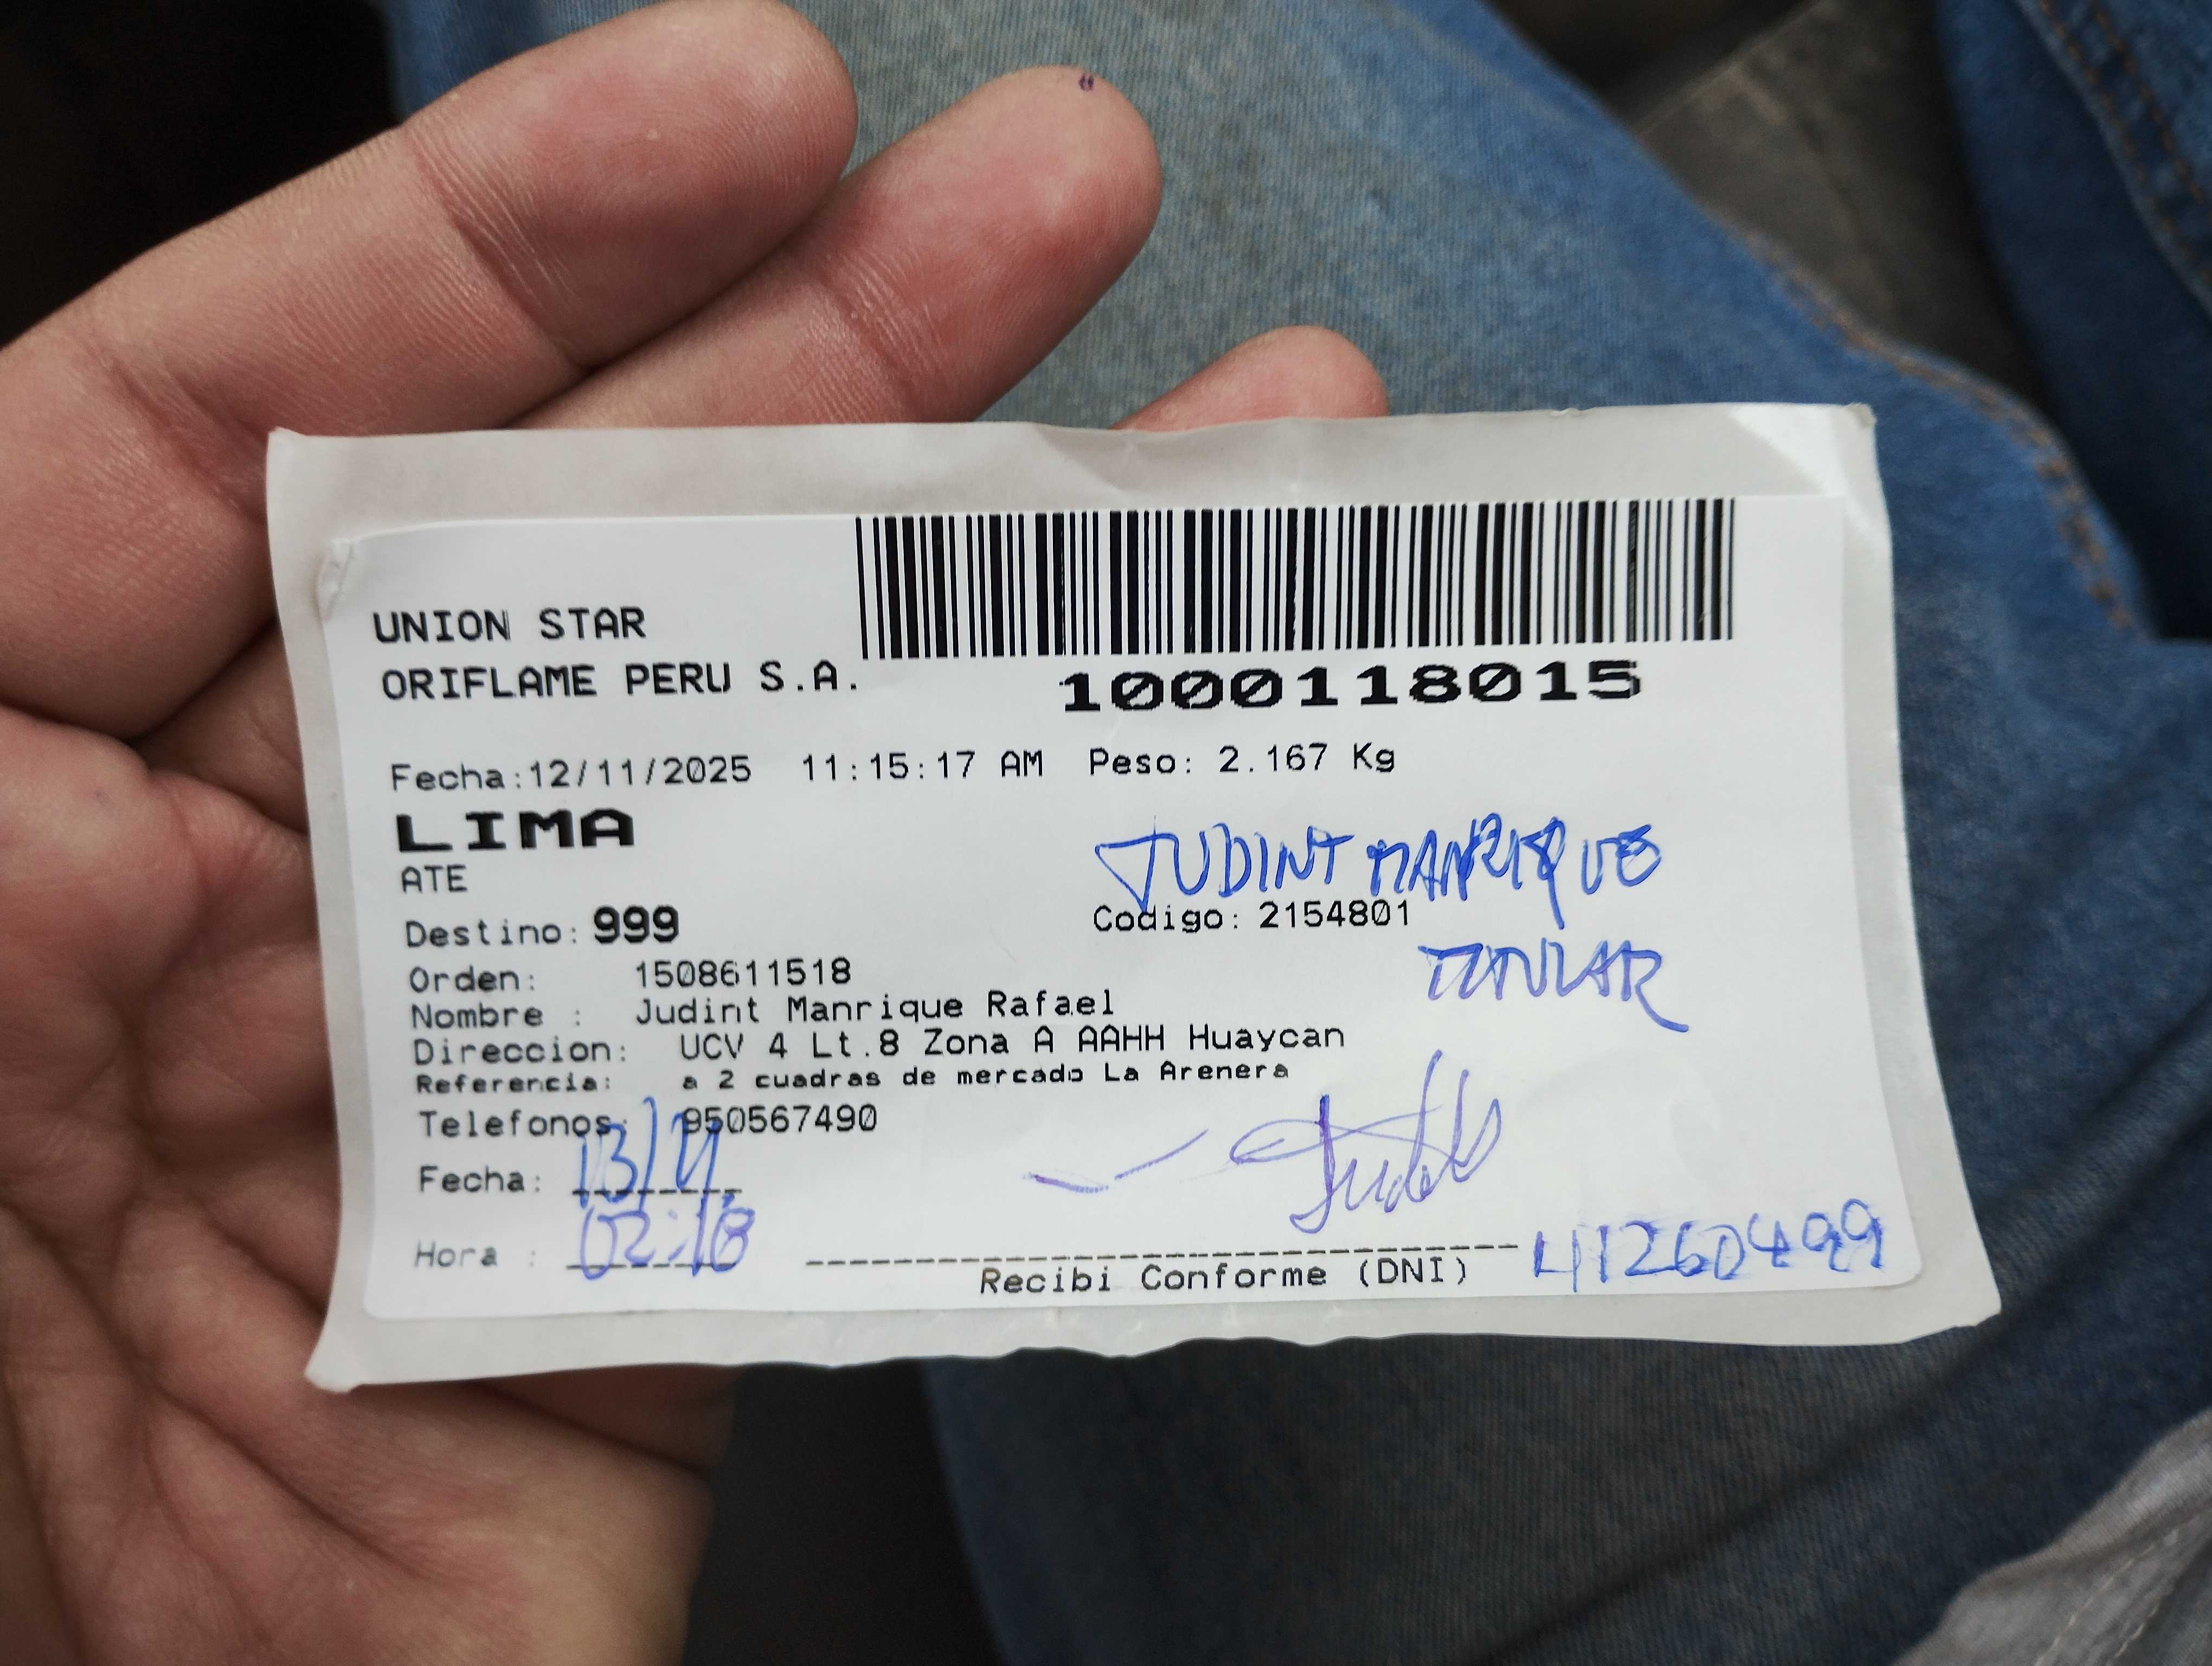 UNION STAR
ORIFLAME PERU S.A.
1000118015
Fecha:12/11/2025 11:15:17 AM Peso: 2.167 Kg
LIMA
JUDINT MANRIQUE
ATE
Destino: 999 Codigo: 2154801
TITULAR
Orden: 1508611518
Nombre : Judint Manrique Rafael
Direccion: UCV 4 Lt.8 Zona A AAHH Huaycan
Referencia: a 2 cuadras de mercado La Arenera
Telefonos: 950567490
Fecha: 13/11
Hora : 02:18
41260499
Recibi Conforme (DNI)